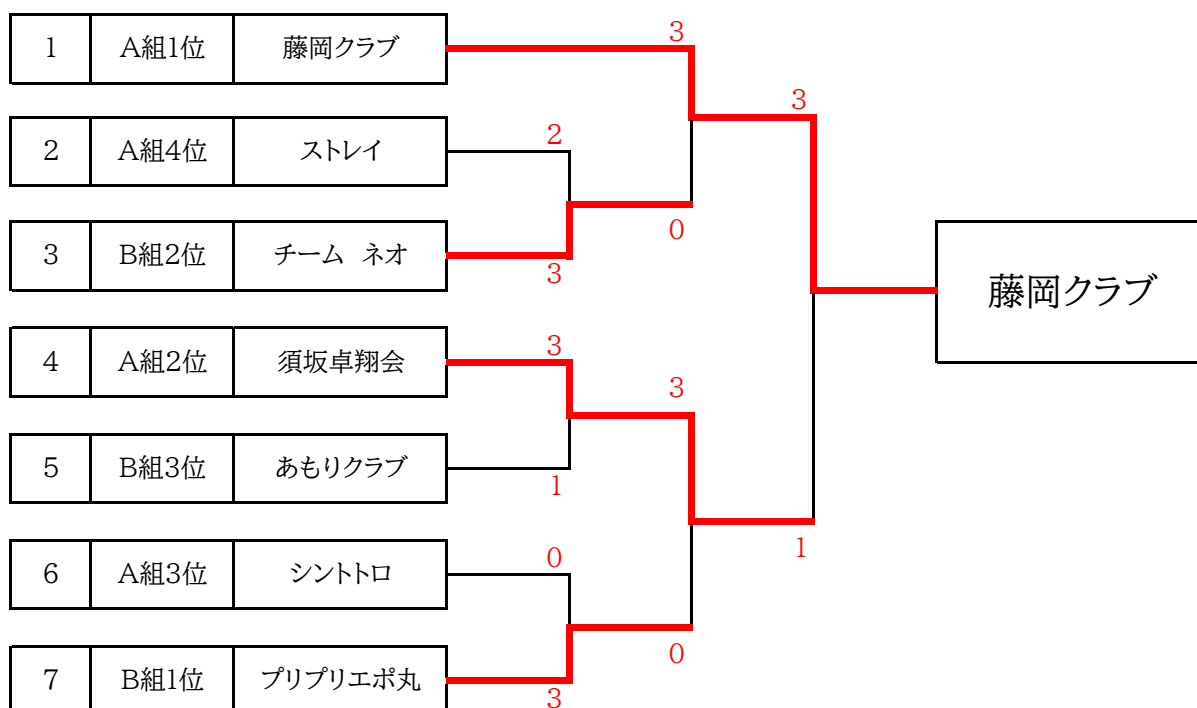 3
1 A組1位 藤岡クラブ
3
2
2 A組4位 ストレイ
0
3 B組2位 チーム ネオ
3
藤岡クラブ
3
4 A組2位 須坂卓翔会
3
5 B組3位 あもりクラブ
1
1
0
6 A組3位 シントトロ
0
7 B組1位 プリプリエポ丸
3